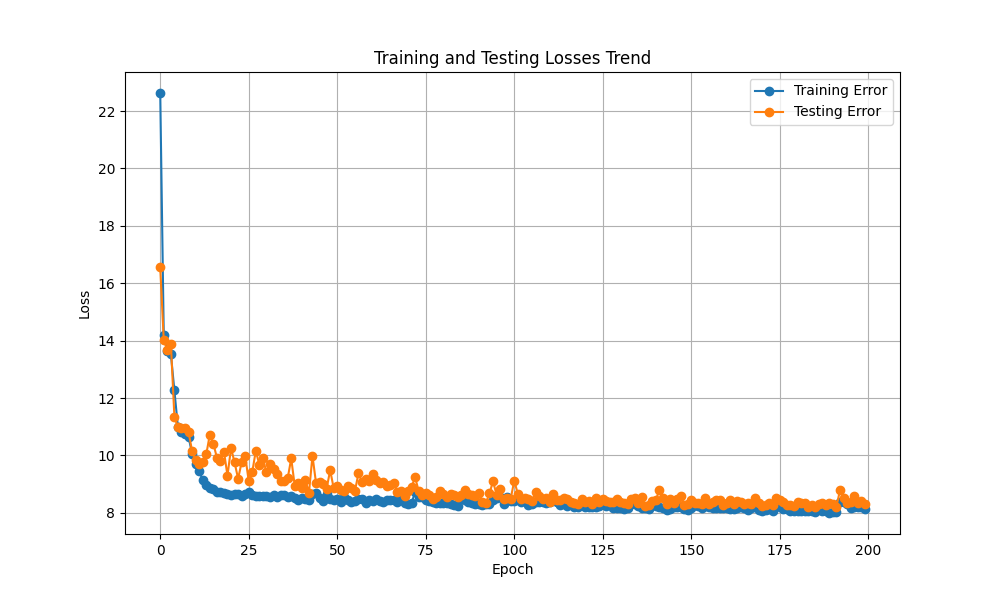 Training and Testing Losses Trend
Training Error
Testing Error
22
20
18
16
14
12
10
8
Loss
0 25 50 75 100 125 150 175 200
Epoch